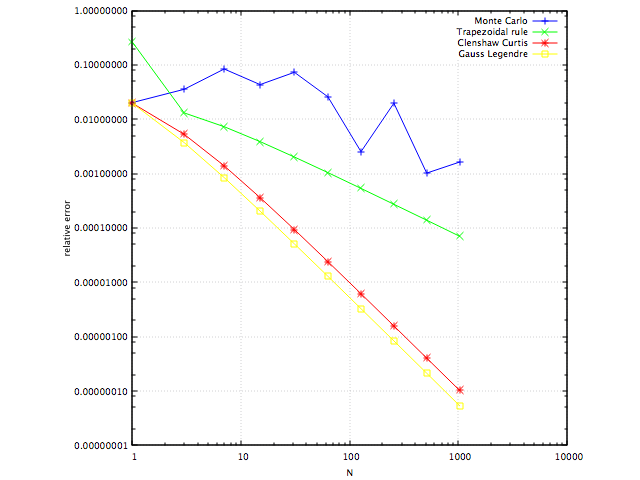 1.00000000
Monte Carlo
Trapezoidal rule
Clenshaw Curtis
Gauss Legendre
0.10000000
0.01000000
0.00100000
0.00010000
0.00001000
0.00000100
0.00000010
0.00000001
relative error
1 10 100 1000 10000
N